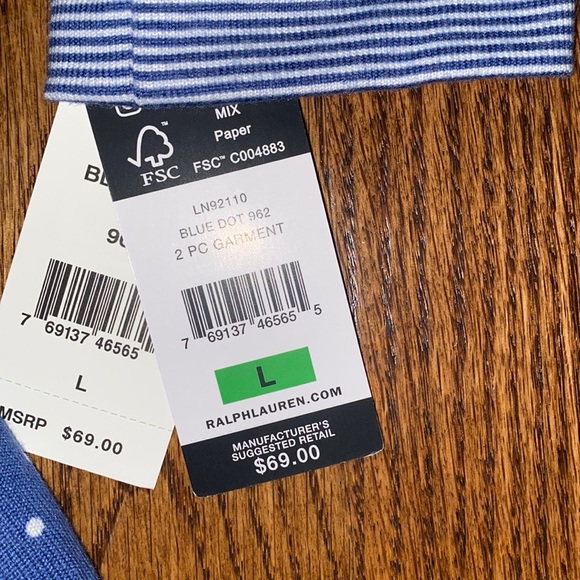 MIX
Paper
FSC™ C004883
™
FSC
LN92110
BLUE DOT 962
2 PC GARMENT
7 69137 46565 5
L
RALPHLAUREN.COM
MANUFACTURER'S
SUGGESTED RETAIL
$69.00
7 69137 46565
L
MSRP $69.00